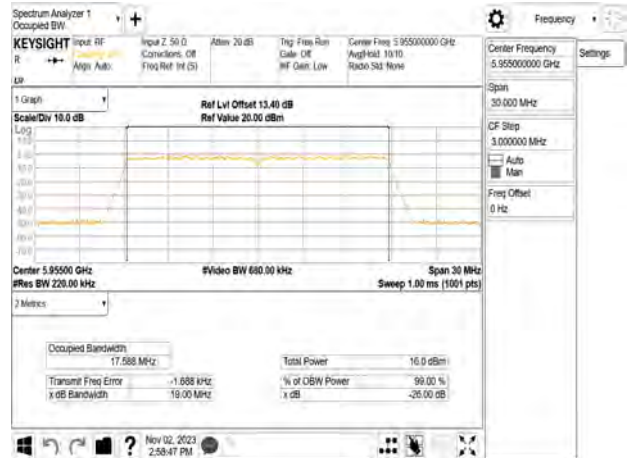 Spectrum Analyzer 1
Occupied BW
+
Frequency
KEYSIGHT
R
Input: RF
Align: Auto
Input Z: 50 Ω
Corrections: Off
Freq Ref: Int (S)
Atten: 20 dB
Trig: Free Run
Gate: Off
#IF Gain: Low
Center Freq: 5.955000000 GHz
Avg|Hold: 10/10
Radio Std: None
Center Frequency
5.955000000 GHz
Settings
Span
30.000 MHz
CF Step
3.000000 MHz
Auto
Man
Freq Offset
0 Hz
1 Graph
Scale/Div 10.0 dB
Log
Ref Lvl Offset 13.40 dB
Ref Value 20.00 dBm
Center 5.95500 GHz
#Res BW 220.00 kHz
#Video BW 680.00 kHz
Span 30 MHz
Sweep 1.00 ms (1001 pts)
2 Metrics
Occupied Bandwidth
17.588 MHz
Total Power
16.0 dBm
Transmit Freq Error
-1.688 kHz
% of OBW Power
99.00 %
x dB Bandwidth
19.00 MHz
x dB
-26.00 dB
?
Nov 02, 2023
2:58:47 PM